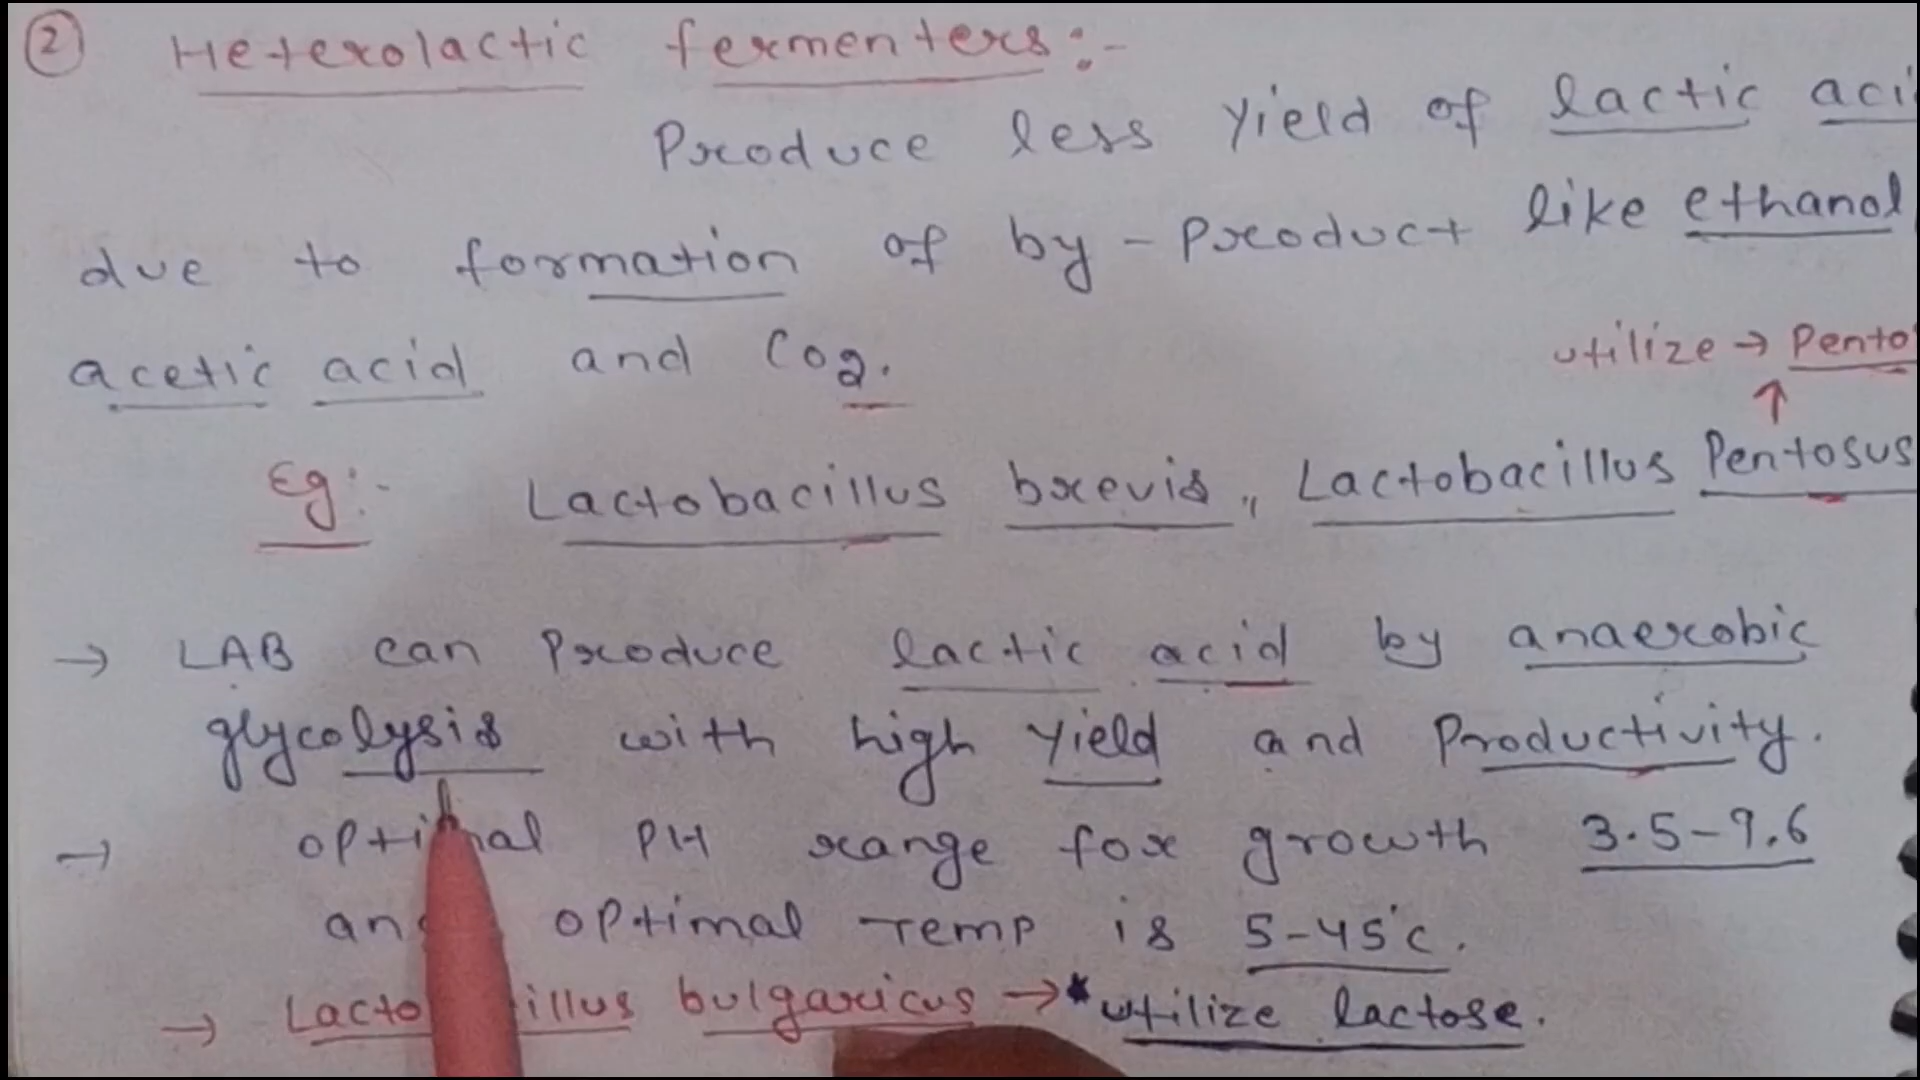 ② Heterolactic fermenters:-
Produce less yield of lactic aci
due to formation of by-product like ethanol
acetic acid and CO2.
utilize → Pento
↑
Eg:- Lactobacillus brevis, Lactobacillus Pentosus
→ LAB can produce lactic acid by anaerobic
glycolysis with high yield and Productivity.
→ optimal PH range for growth 3.5-9.6
and optimal Temp is 5-45°c.
→ Lacto illus bulgaricus → *utilize lactose.